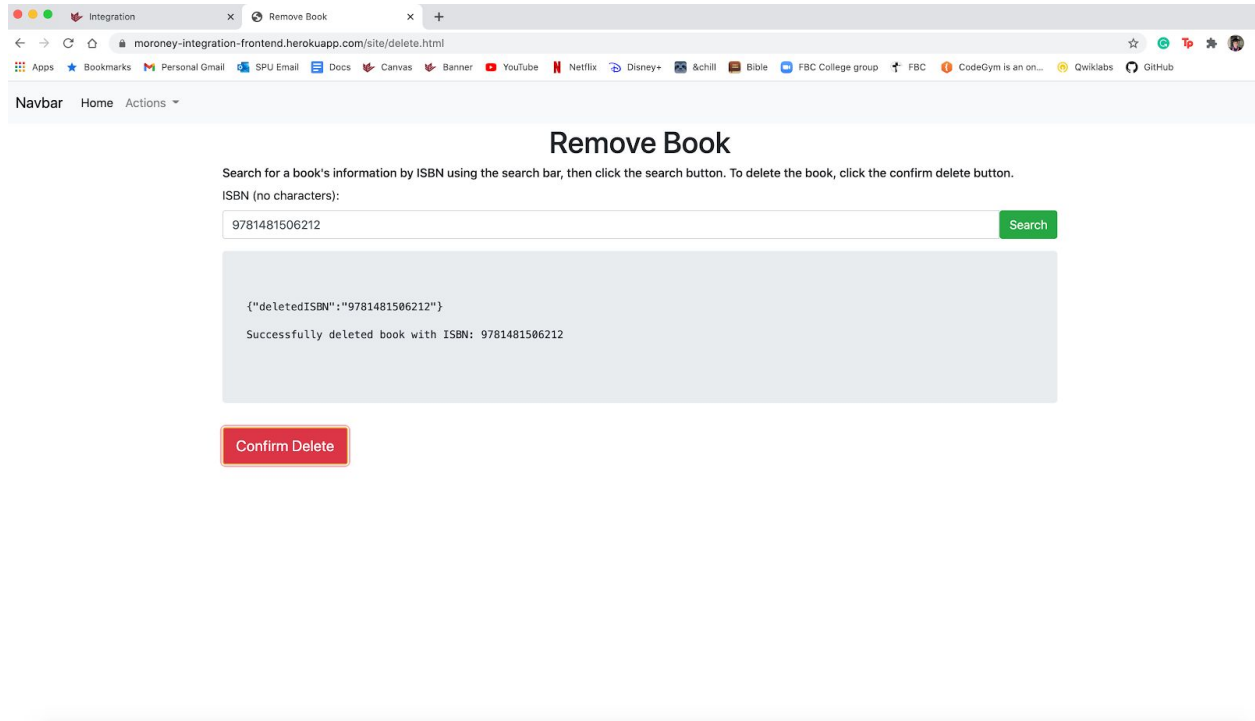 Integration
Remove Book
moroney-integration-frontend.herokuapp.com/site/delete.html
Apps Bookmarks Personal Gmail SPU Email Docs Canvas Banner YouTube Netflix Disney+ &chill Bible FBC College group FBC CodeGym is an on... Qwiklabs GitHub
Navbar Home Actions
Remove Book
Search for a book's information by ISBN using the search bar, then click the search button. To delete the book, click the confirm delete button.
ISBN (no characters):
9781481506212 Search
{"deletedISBN":"9781481506212"}
Successfully deleted book with ISBN: 9781481506212
Confirm Delete